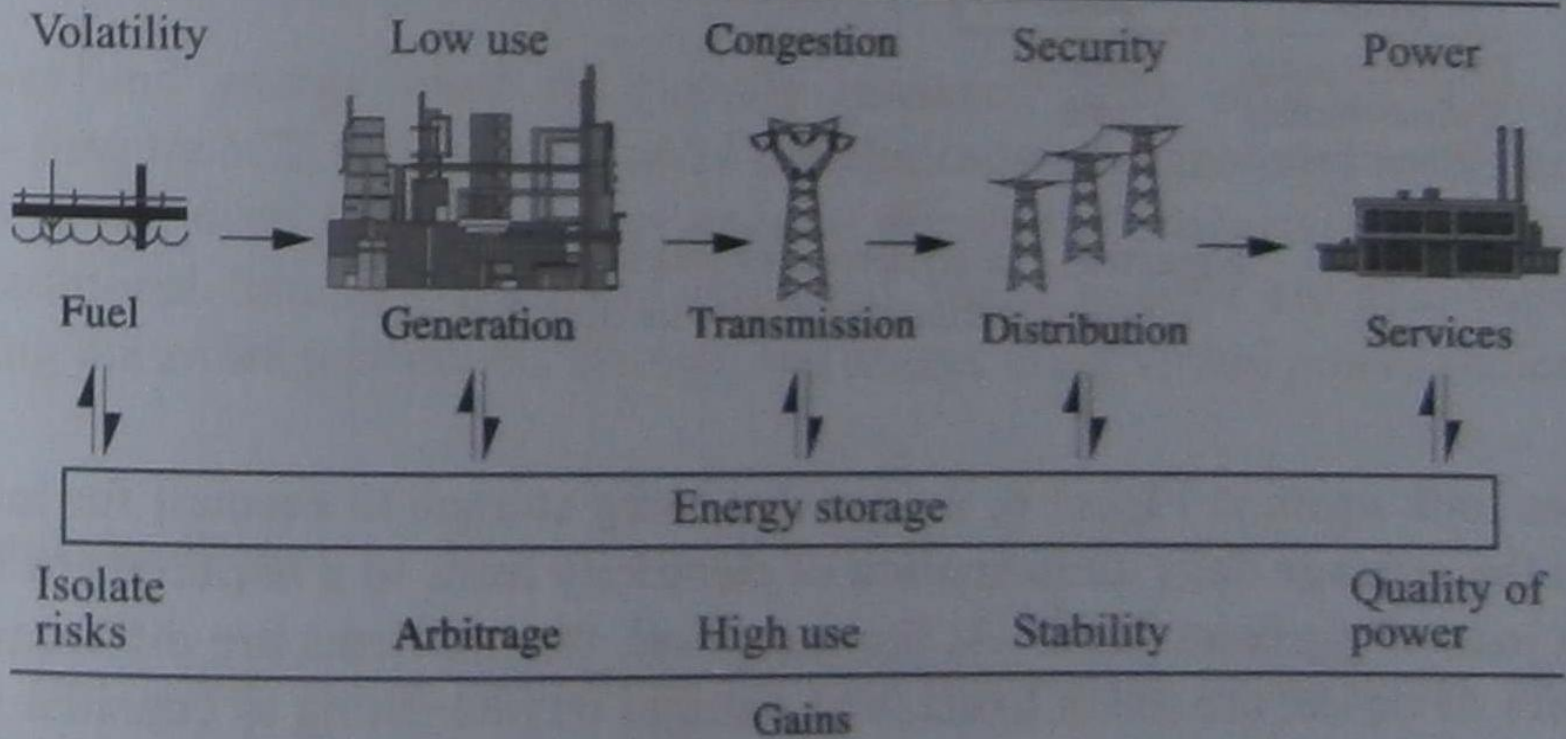 Volatility Low use Congestion Security Power
Fuel Generation Transmission Distribution Services
Energy storage
Isolate
risks Arbitrage High use Stability Quality of
power
Gains